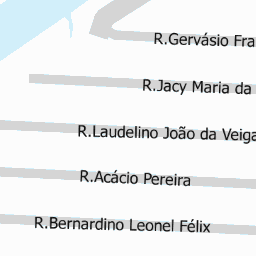 R.Gervásio Fra
R.Jacy Maria da
R.Laudelino João da Veiga
R.Acácio Pereira
R.Bernardino Leonel Félix